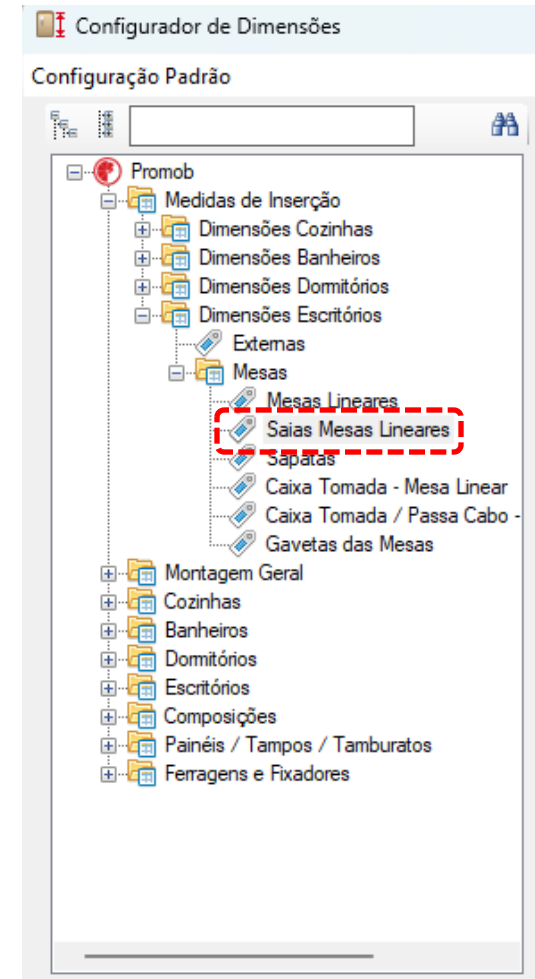 Configurador de Dimensões
Configuração Padrão
Promob
Medidas de Inserção
Dimensões Cozinhas
Dimensões Banheiros
Dimensões Dormitórios
Dimensões Escritórios
Externas
Mesas
Mesas Lineares
Saias Mesas Lineares
Sapatas
Caixa Tomada - Mesa Linear
Caixa Tomada / Passa Cabo -
Gavetas das Mesas
Montagem Geral
Cozinhas
Banheiros
Dormitórios
Escritórios
Composições
Painéis / Tampos / Tamburatos
Ferragens e Fixadores